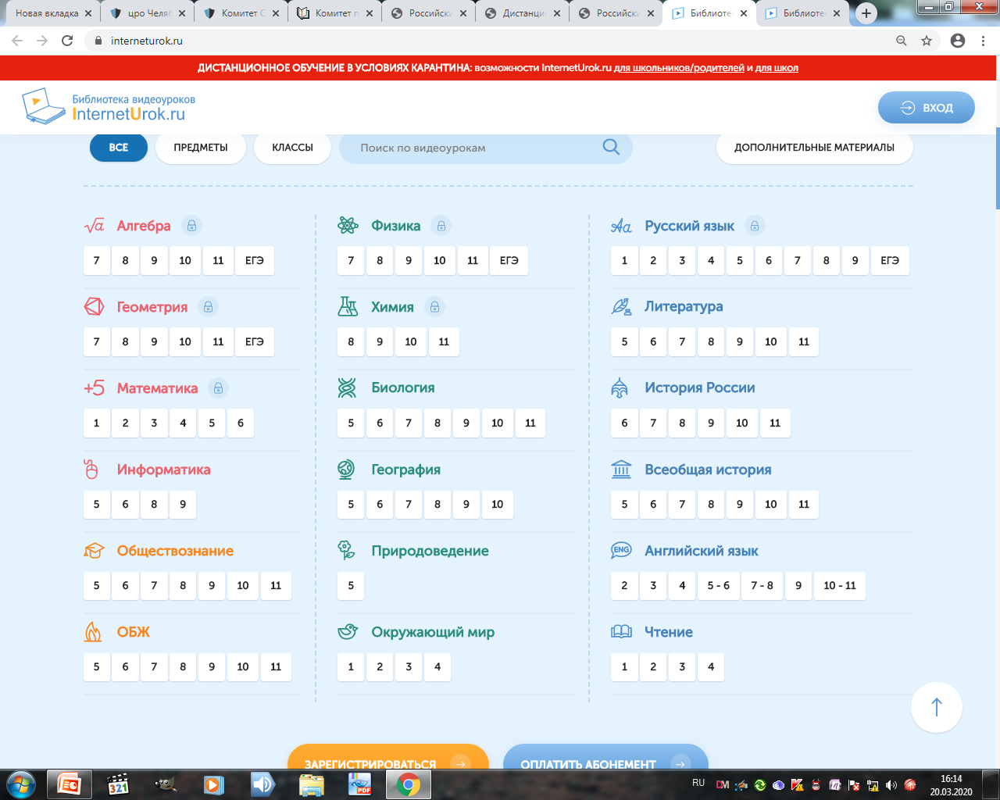 Новая вкладка
цро Челяб
Комитет С
Комитет п
Российски
Дистанци
Российски
Библиоте
Библиоте
interneturok.ru
ДИСТАНЦИОННОЕ ОБУЧЕНИЕ В УСЛОВИЯХ КАРАНТИНА: возможности InternetUrok.ru для школьников/родителей и для школ
Библиотека видеоуроков
InternetUrok.ru
ВХОД
ВСЕ ПРЕДМЕТЫ КЛАССЫ Поиск по видеоурокам ДОПОЛНИТЕЛЬНЫЕ МАТЕРИАЛЫ
Алгебра
7 8 9 10 11 ЕГЭ
Геометрия
7 8 9 10 11 ЕГЭ
+5 Математика
1 2 3 4 5 6
Информатика
5 6 8 9
Обществознание
5 6 7 8 9 10 11
ОБЖ
5 6 7 8 9 10 11
Физика
7 8 9 10 11 ЕГЭ
Химия
8 9 10 11
Биология
5 6 7 8 9 10 11
География
5 6 7 8 9 10
Природоведение
5
Окружающий мир
1 2 3 4
Аа Русский язык
1 2 3 4 5 6 7 8 9 ЕГЭ
Литература
5 6 7 8 9 10 11
История России
6 7 8 9 10 11
Всеобщая история
5 6 7 8 9 10 11
ENG Английский язык
2 3 4 5 - 6 7 - 8 9 10 - 11
Чтение
1 2 3 4
ЗАРЕГИСТРИРОВАТЬСЯ
ОПЛАТИТЬ АБОНЕМЕНТ
321
PDF
RU
16:14
20.03.2020